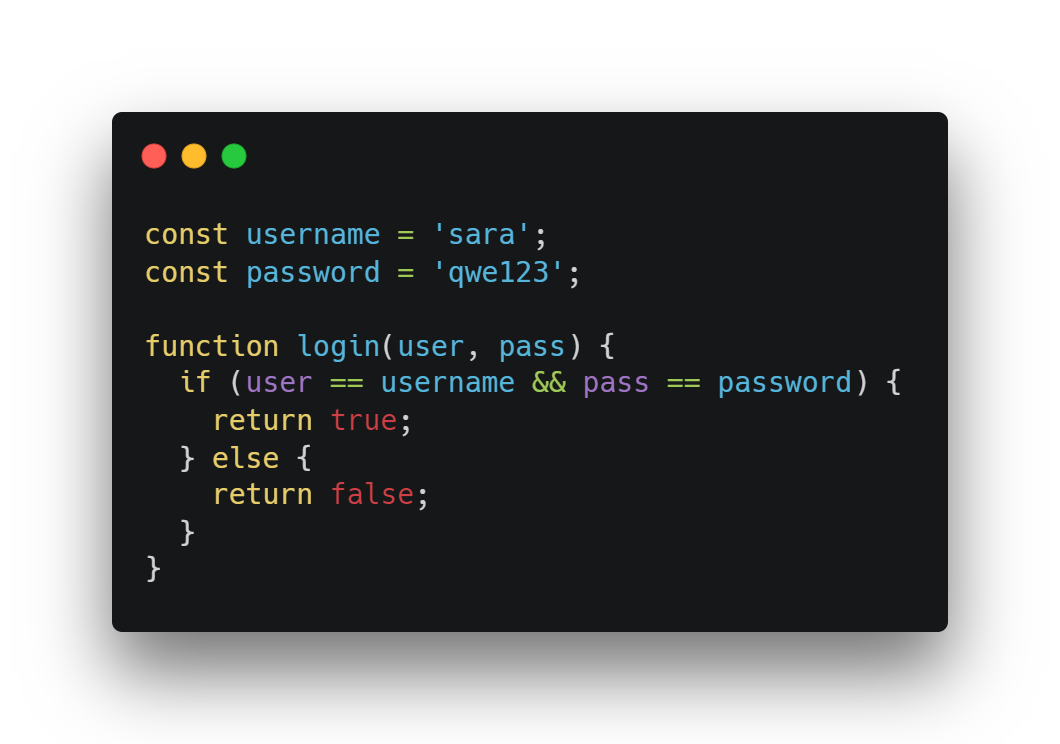 const username = 'sara';
const password = 'qwe123';

function login(user, pass) {
  if (user == username && pass == password) {
    return true;
  } else {
    return false;
  }
}